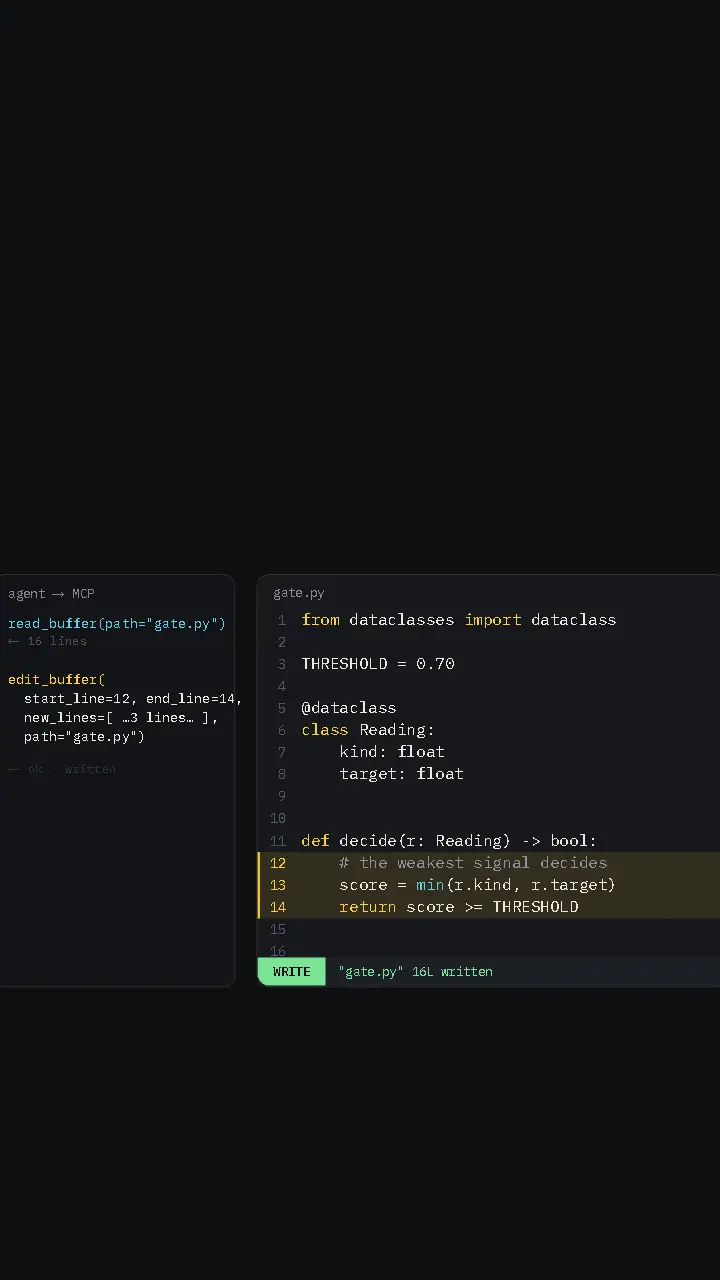 agent → MCP
read_buffer(path="gate.py")
← 16 lines
edit_buffer(
  start_line=12, end_line=14,
  new_lines=[ …3 lines… ],
  path="gate.py")
← ok · written
gate.py
1 from dataclasses import dataclass
2
3 THRESHOLD = 0.70
4
5 @dataclass
6 class Reading:
7     kind: float
8     target: float
9
10
11 def decide(r: Reading) -> bool:
12     # the weakest signal decides
13     score = min(r.kind, r.target)
14     return score >= THRESHOLD
15
16
WRITE "gate.py" 16L written